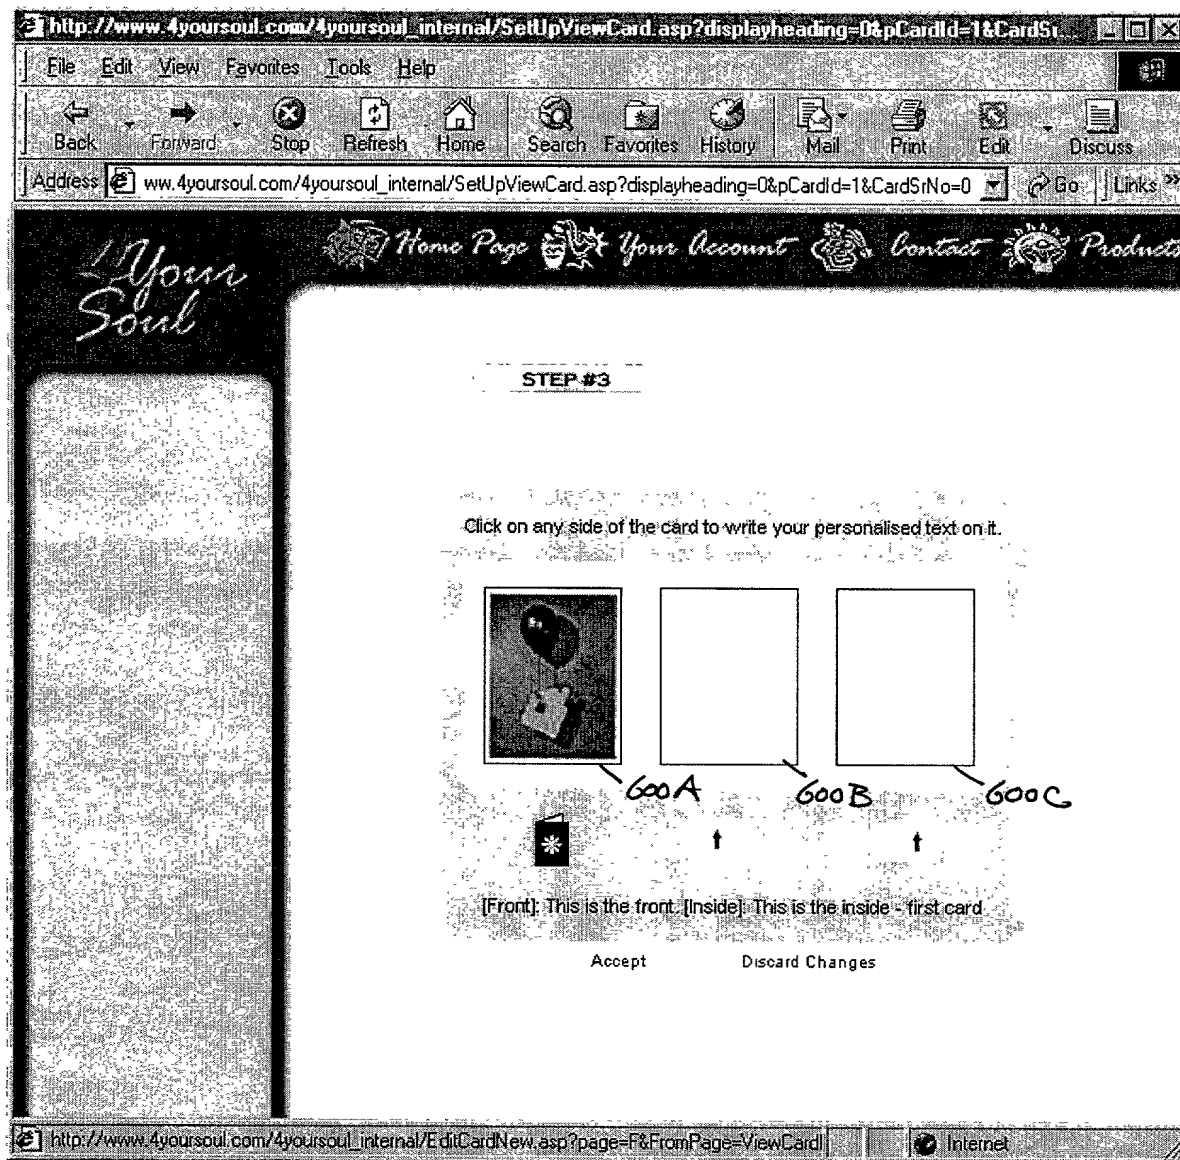 http://www.4yoursoul.com/4yoursoul_internal/SetUpViewCard.asp?displayheading=0&pCardId=1&CardSr...
File Edit View Favorites Tools Help
Back Forward Stop Refresh Home Search Favorites History Mail Print Edit Discuss
Address ww.4yoursoul.com/4yoursoul_internal/SetUpViewCard.asp?displayheading=0&pCardId=1&CardSrNo=0 Go Links »
Home Page Your Account Contact Products
4 Your
Soul
STEP #3
Click on any side of the card to write your personalised text on it.
600A 600B 600C
[Front]: This is the front. [Inside]: This is the inside - first card
Accept Discard Changes
http://www.4yoursoul.com/4yoursoul_internal/EditCardNew.asp?page=F&FromPage=ViewCard Internet